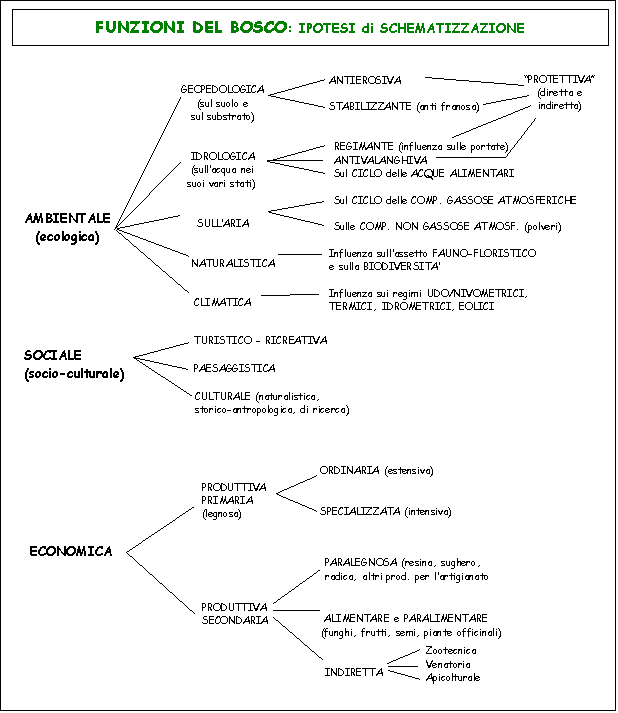 FUNZIONI DEL BOSCO: IPOTESI di SCHEMATIZZAZIONE
AMBIENTALE
(ecologica)
GEOPEDOLOGICA
(sul suolo e
sul substrato)
ANTIEROSIVA
STABILIZZANTE (anti franosa)
"PROTETTIVA"
(diretta e
indiretta)
IDROLOGICA
(sull'acqua nei
suoi vari stati)
REGIMANTE (influenza sulle portate)
ANTIVALANGHIVA
Sul CICLO delle ACQUE ALIMENTARI
SULL'ARIA
Sul CICLO delle COMP. GASSOSE ATMOSFERICHE
Sulle COMP. NON GASSOSE ATMOSF. (polveri)
NATURALISTICA
Influenza sull'assetto FAUNO-FLORISTICO
e sulla BIODIVERSITA'
CLIMATICA
Influenza sui regimi UDO/NIVOMETRICI,
TERMICI, IDROMETRICI, EOLICI
SOCIALE
(socio-culturale)
TURISTICO - RICREATIVA
PAESAGGISTICA
CULTURALE (naturalistica,
storico-antropologica, di ricerca)
ECONOMICA
PRODUTTIVA
PRIMARIA
(legnosa)
ORDINARIA (estensiva)
SPECIALIZZATA (intensiva)
PRODUTTIVA
SECONDARIA
PARALEGNOSA (resina, sughero,
radica, altri prod. per l'artigianato
ALIMENTARE e PARALIMENTARE
(funghi, frutti, semi, piante officinali)
INDIRETTA
Zootecnica
Venatoria
Apicolturale